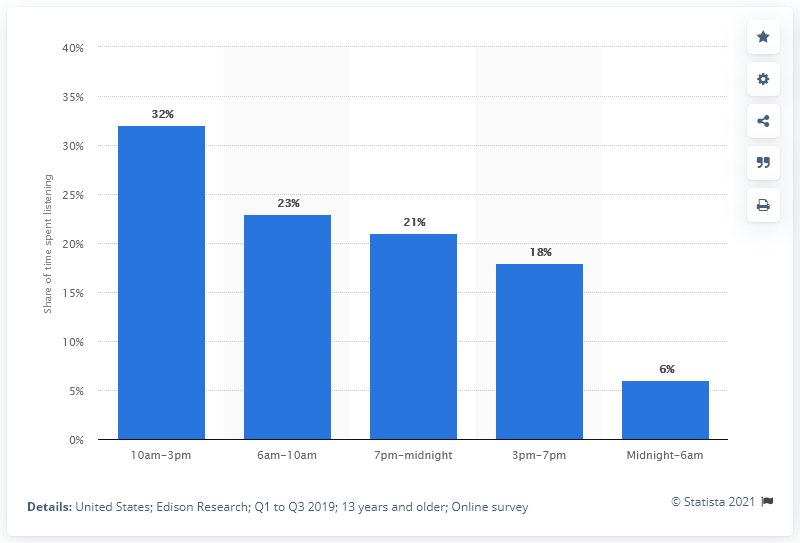 40%
35%
30%
25%
20%
15%
10%
5%
0%
Share of time spent listening
32%
23%
21%
18%
6%
10am-3pm
6am-10am
7pm-midnight
3pm-7pm
Midnight-6am
© Statista 2021
Details: United States; Edison Research; Q1 to Q3 2019; 13 years and older; Online survey